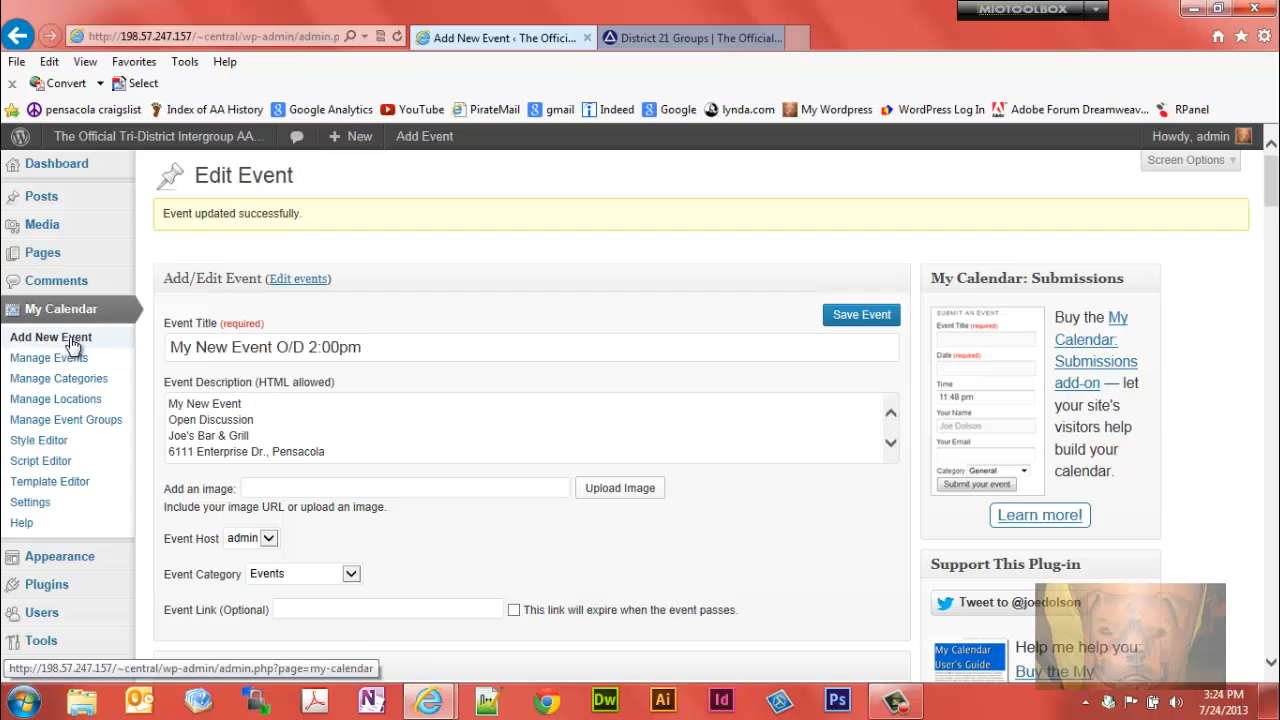 MIOTOOLBOX
http://198.57.247.157/~central/wp-admin/admin.p
Add New Event ‹ The Offici...
District 21 Groups | The Official...
File Edit View Favorites Tools Help
Convert Select
pensacola craigslist Index of AA History Google Analytics YouTube PirateMail gmail Indeed Google lynda.com My Wordpress WordPress Log In Adobe Forum Dreamweav... RPanel
The Official Tri-District Intergroup AA... + New Add Event Howdy, admin
Screen Options
Dashboard
Posts
Media
Pages
Comments
My Calendar
Add New Event
Manage Events
Manage Categories
Manage Locations
Manage Event Groups
Style Editor
Script Editor
Template Editor
Settings
Help
Appearance
Plugins
Users
Tools
Edit Event
Event updated successfully.
Add/Edit Event (Edit events)
Save Event
Event Title (required)
My New Event O/D 2:00pm
Event Description (HTML allowed)
My New Event
Open Discussion
Joe's Bar & Grill
6111 Enterprise Dr., Pensacola
Add an image:
Upload Image
Include your image URL or upload an image.
Event Host admin
Event Category Events
Event Link (Optional)
This link will expire when the event passes.
My Calendar: Submissions
SUBMIT AN EVENT
Event Title (required)
Date (required)
Time
11:48 pm
Your Name
Joe Dolson
Your Email
Category General
Submit your event
Buy the My
Calendar:
Submissions
add-on — let
your site's
visitors help
build your
calendar.
Learn more!
Support This Plug-in
Tweet to @joedolson
My Calendar
User's Guide
Help me help you:
Buy the My
http://198.57.247.157/~central/wp-admin/admin.php?page=my-calendar
Dw Ai Id Ps
3:24 PM
7/24/2013